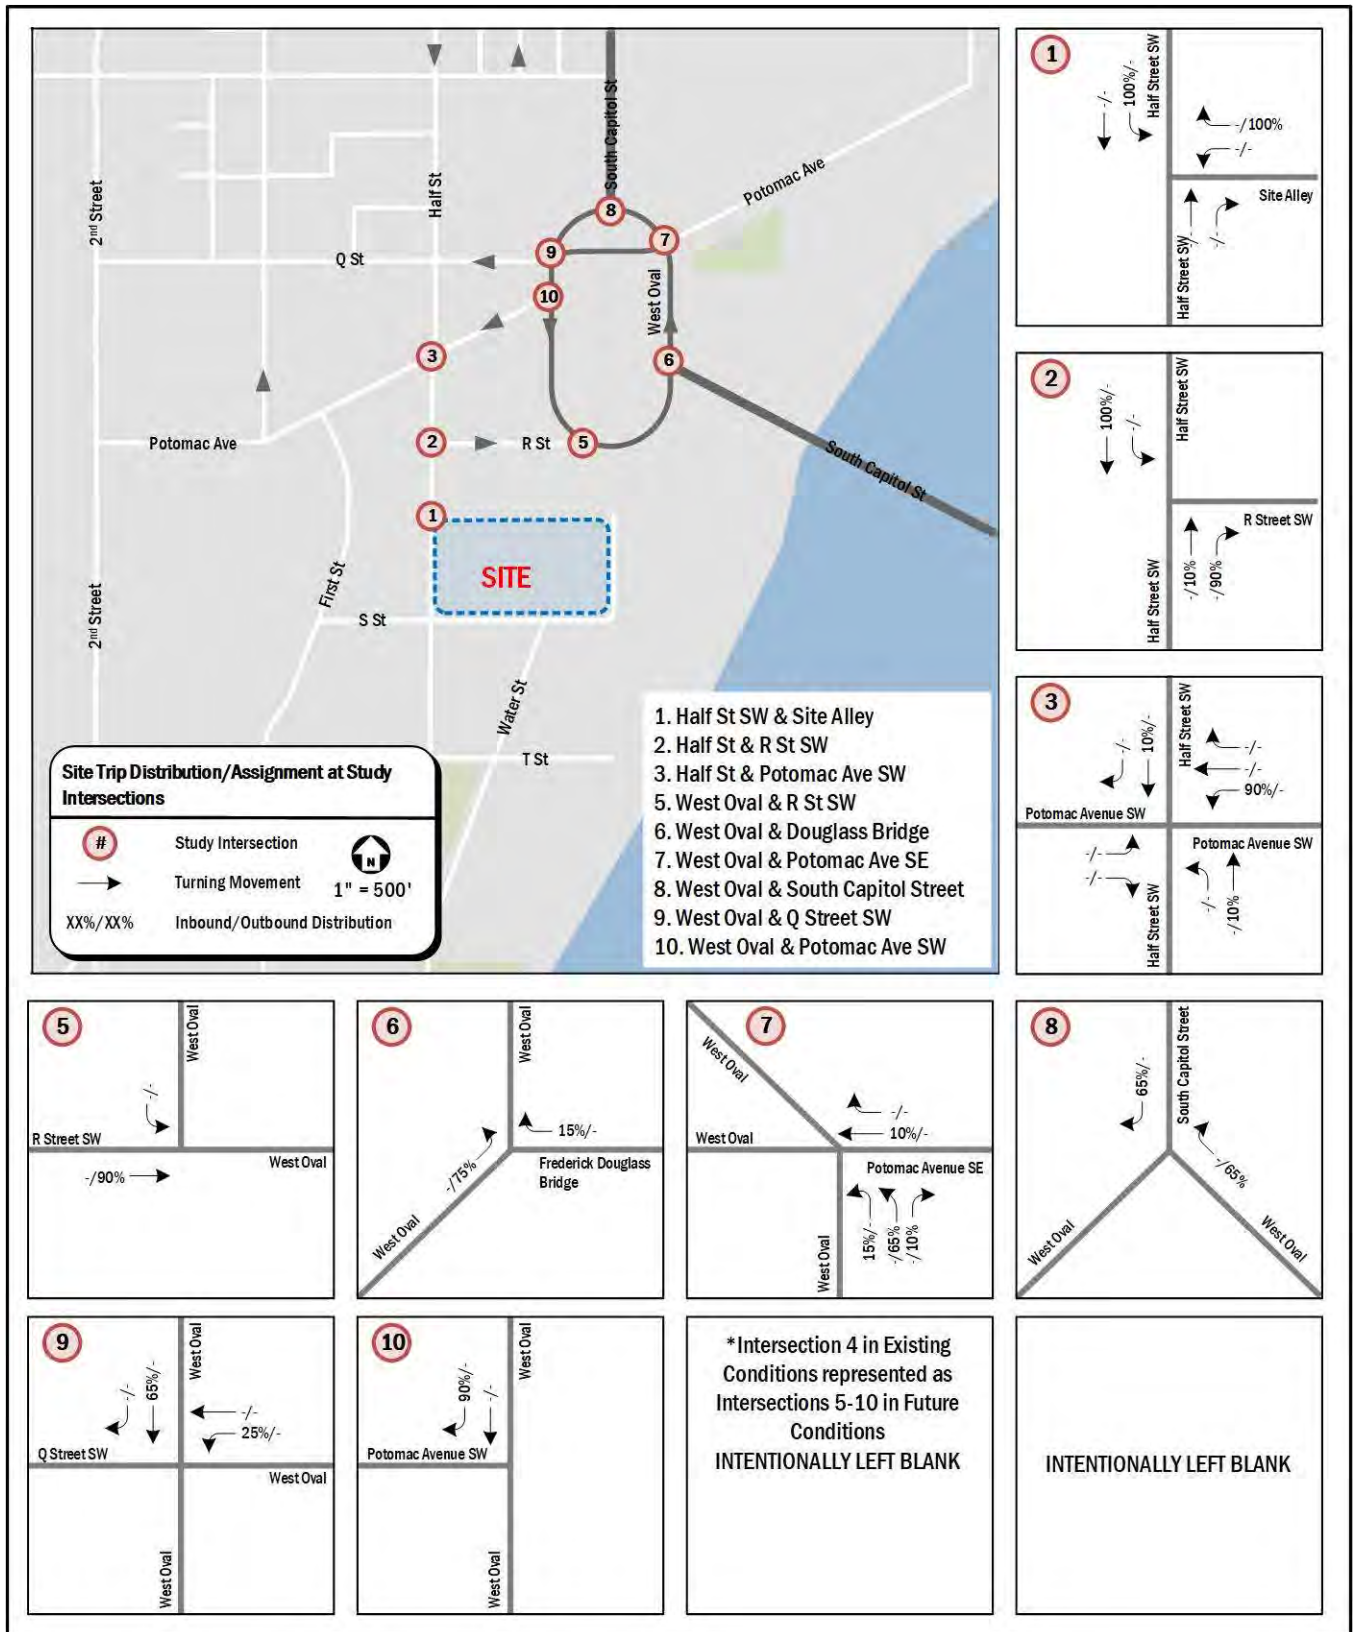 South Capitol St
Potomac Ave
2nd Street
Half St
8
7
9
Q St
10
West Oval
3
6
Potomac Ave
2
R St
5
South Capitol St
1
SITE
First St
S St
2nd Street
Water St
T St
1. Half St SW & Site Alley
2. Half St & R St SW
3. Half St & Potomac Ave SW
5. West Oval & R St SW
6. West Oval & Douglass Bridge
7. West Oval & Potomac Ave SE
8. West Oval & South Capitol Street
9. West Oval & Q Street SW
10. West Oval & Potomac Ave SW
Site Trip Distribution/Assignment at Study
Intersections
# Study Intersection
N
Turning Movement 1" = 500'
XX%/XX% Inbound/Outbound Distribution
1
Half Street SW
-/-
100%/-
-/100%
-/-
Site Alley
Half Street SW
-/-
-/-
2
Half Street SW
100%/-
-/-
R Street SW
Half Street SW
-/10%
-/90%
3
Half Street SW
-/-
10%/-
-/-
-/-
90%/-
Potomac Avenue SW
Potomac Avenue SW
-/-
-/-
Half Street SW
-/-
-/10%
5
West Oval
-/-
R Street SW
West Oval
-/90%
6
West Oval
15%/-
-/75%
Frederick Douglass
Bridge
West Oval
7
West Oval
-/-
10%/-
West Oval
Potomac Avenue SE
West Oval
15%/-
-/65%
-/10%
8
South Capitol Street
65%/-
-/65%
West Oval
West Oval
9
West Oval
-/-
65%/-
-/-
25%/-
Q Street SW
West Oval
West Oval
10
West Oval
90%/-
-/-
Potomac Avenue SW
West Oval
*Intersection 4 in Existing
Conditions represented as
Intersections 5-10 in Future
Conditions
INTENTIONALLY LEFT BLANK
INTENTIONALLY LEFT BLANK